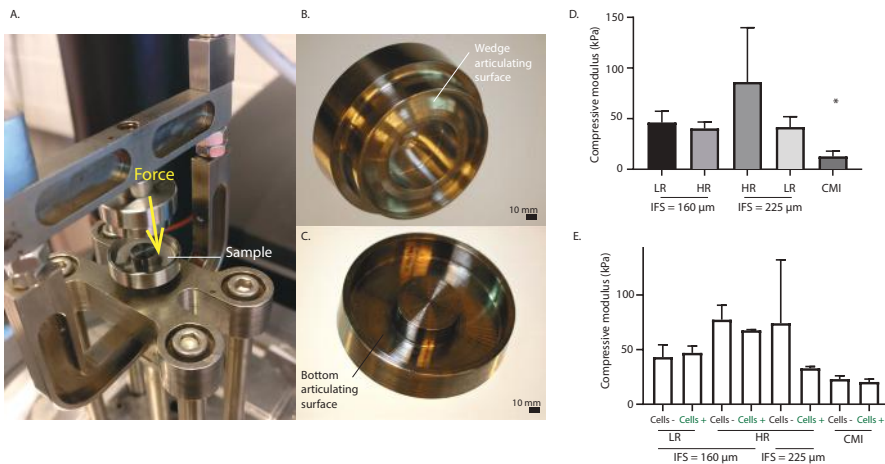 A.
Force
Sample
B.
Wedge
articulating
surface
10 mm
C.
Bottom
articulating
surface
10 mm
D.
Compressive modulus (kPa)
150
100
50
0
*
LR HR HR LR CMI
IFS = 160 µm IFS = 225 µm
E.
Compressive modulus (kPa)
100
50
0
Cells - Cells + Cells - Cells + Cells - Cells + Cells - Cells +
LR HR CMI
IFS = 160 µm IFS = 225 µm